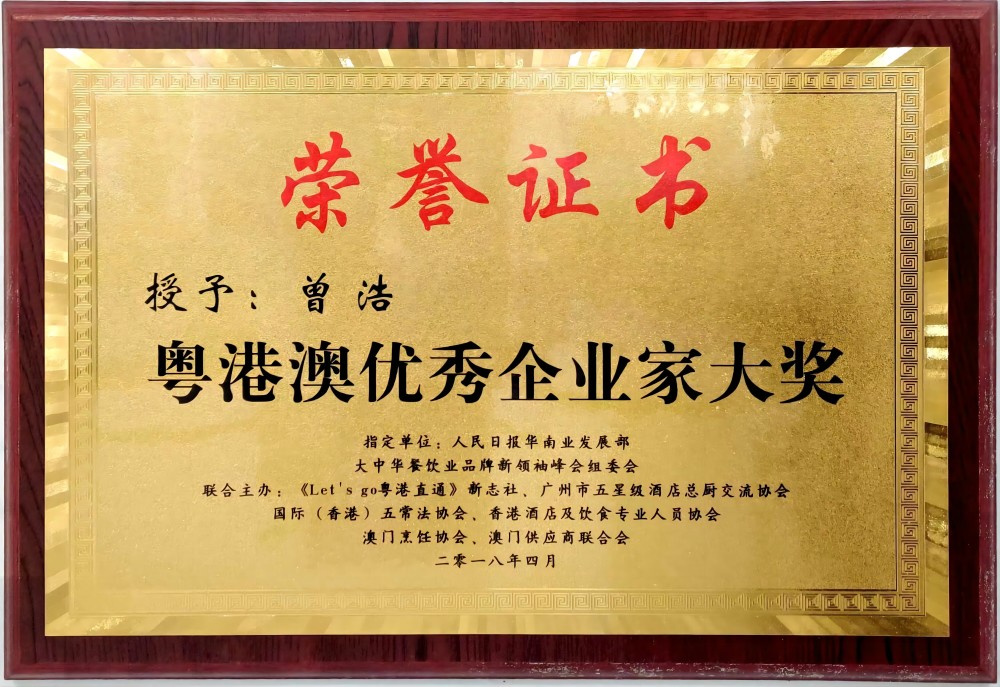 荣誉证书
授予：曾浩
粤港澳优秀企业家大奖
指定单位：人民日报华南业发展部
大中华餐饮业品牌新领袖峰会组委会
联合主办：《Let's go粤港直通》新志社、广州市五星级酒店总厨交流协会
国际（香港）五常法协会、香港酒店及饮食专业人员协会
澳门烹饪协会、澳门供应商联合会
二零一八年四月